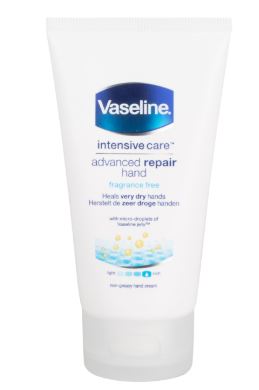 Vaseline.
intensive care™
advanced repair
hand
fragrance free
Heals very dry hands
Herstelt de zeer droge handen
with micro-droplets of
Vaseline jelly™
light rich
non-greasy hand cream